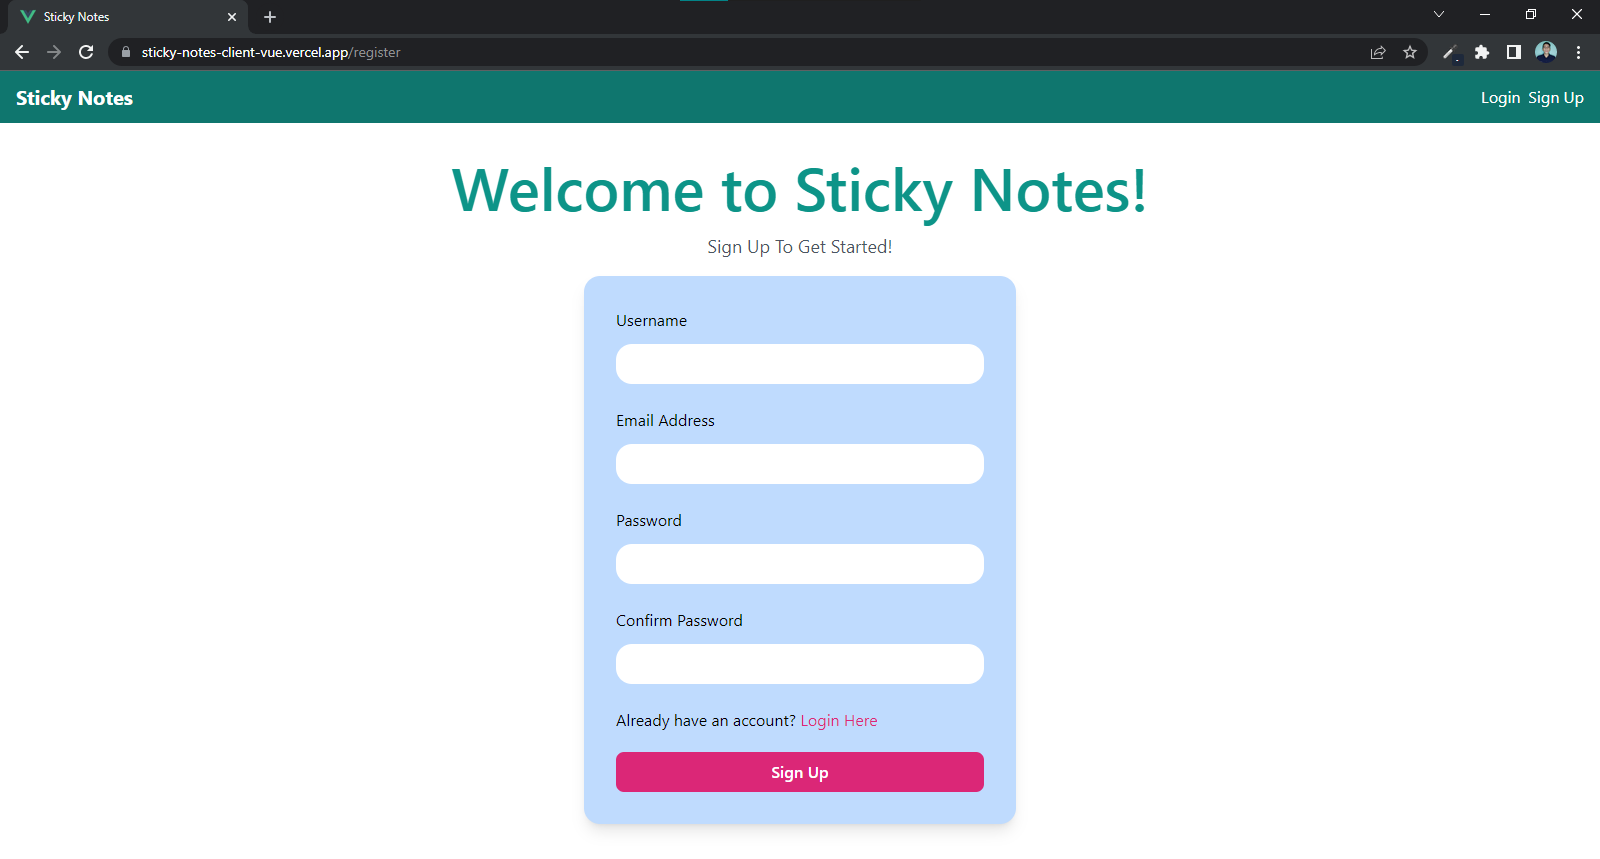 Sticky Notes
sticky-notes-client-vue.vercel.app/register
Sticky Notes
Login Sign Up
Welcome to Sticky Notes!
Sign Up To Get Started!
Username
Email Address
Password
Confirm Password
Already have an account? Login Here
Sign Up